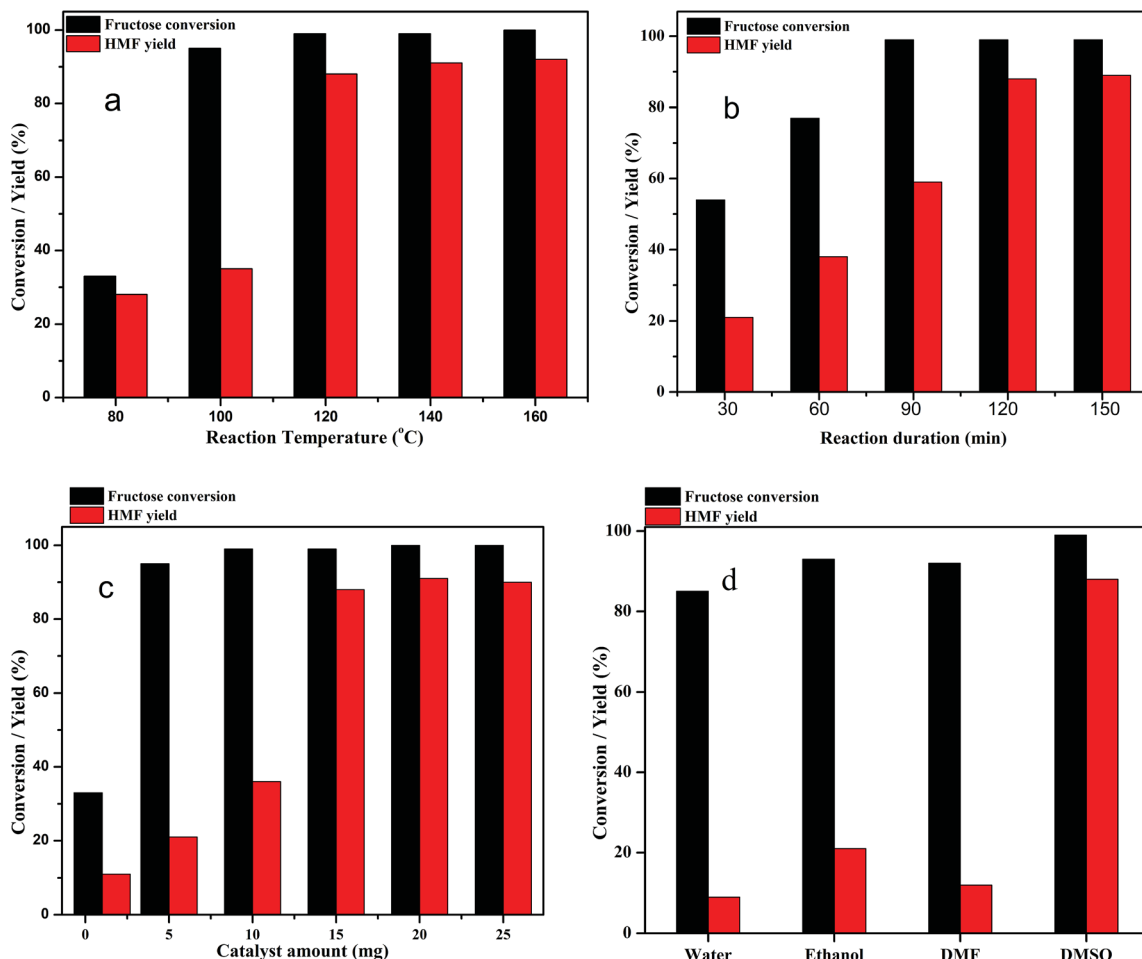 Fructose conversion
HMF yield
a
Conversion / Yield (%)
100
80
60
40
20
0
80 100 120 140 160
Reaction Temperature (°C)
Fructose conversion
HMF yield
b
Conversion / Yield (%)
100
80
60
40
20
0
30 60 90 120 150
Reaction duration (min)
Fructose conversion
HMF yield
c
Conversion / Yield (%)
100
80
60
40
20
0
0 5 10 15 20 25
Catalyst amount (mg)
Fructose conversion
HMF yield
d
Conversion / Yield (%)
100
80
60
40
20
0
Water Ethanol DMF DMSO